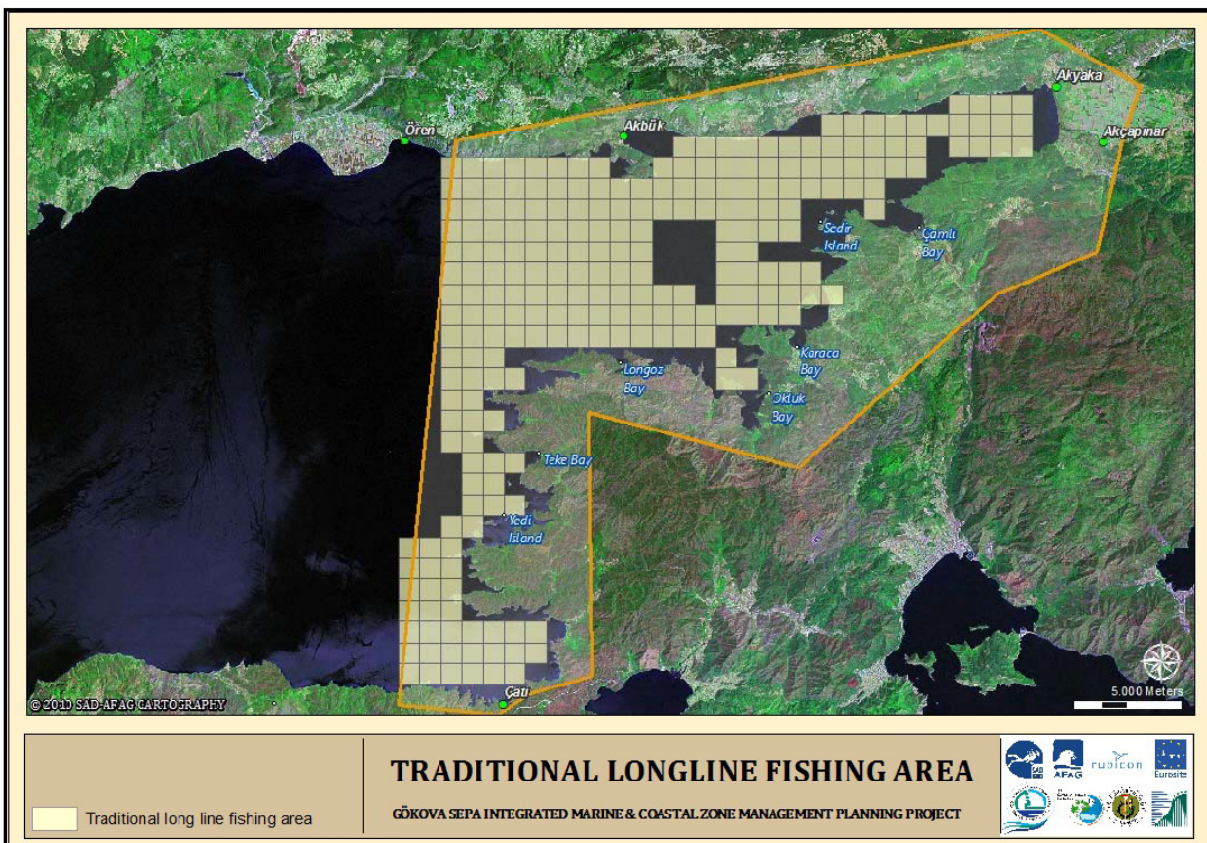 Akyaka
Akçapınar
Akbük
Ören
Sedir
Island
Çamlı
Bay
Karaca
Bay
Longoz
Bay
Okluk
Bay
Teke Bay
Yedi
Island
Çatı
5.000 Meters
© 2010 SAD-AFAG CARTOGRAPHY
TRADITIONAL LONGLINE FISHING AREA
GÖKOVA SEPA INTEGRATED MARINE & COASTAL ZONE MANAGEMENT PLANNING PROJECT
Traditional long line fishing area
AFAG
rubicon
Eurosite